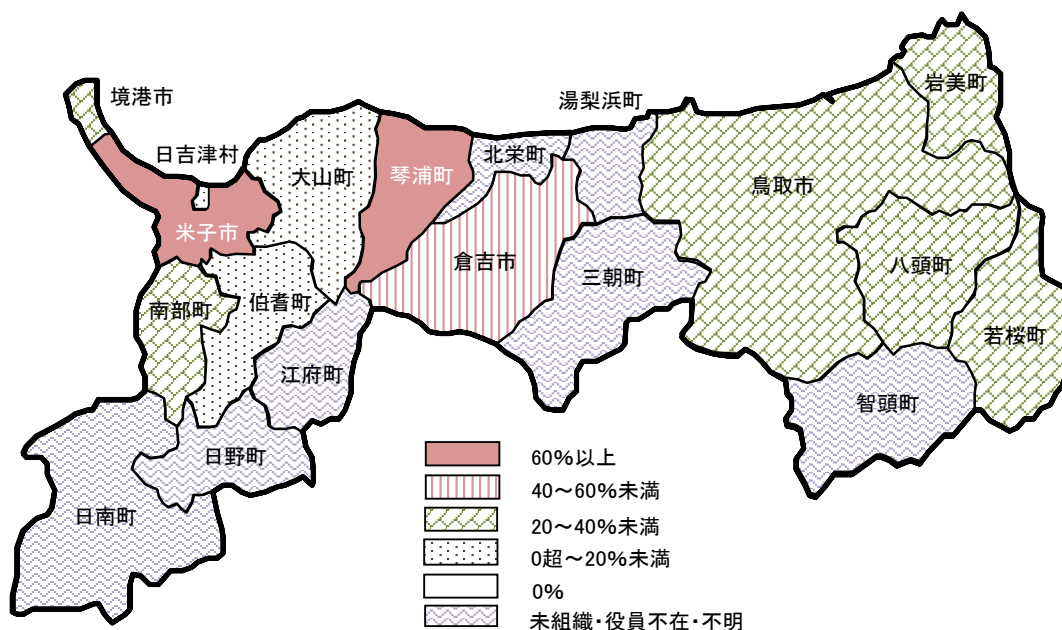 岩美町
境港市
湯梨浜町
日吉津村
北栄町
大山町
琴浦町
鳥取市
米子市
倉吉市
三朝町
八頭町
南部町
伯耆町
若桜町
江府町
智頭町
日野町
日南町
60%以上
40~60%未満
20~40%未満
0超~20%未満
0%
未組織・役員不在・不明